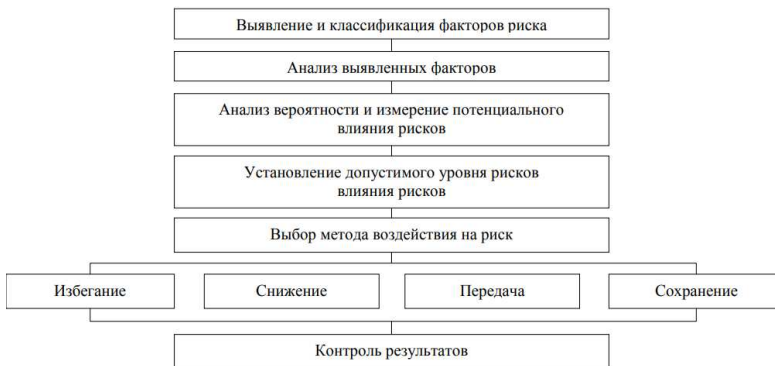 Выявление и классификация факторов риска
Анализ выявленных факторов
Анализ вероятности и измерение потенциального
влияния рисков
Установление допустимого уровня рисков
влияния рисков
Выбор метода воздействия на риск
Избегание
Снижение
Передача
Сохранение
Контроль результатов